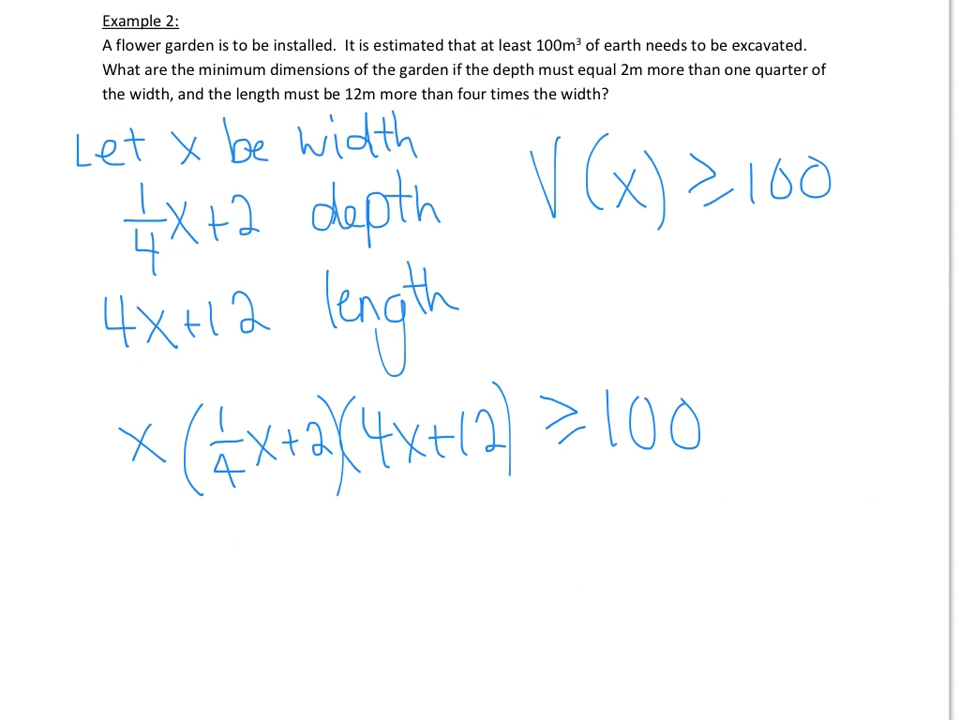 Example 2:
A flower garden is to be installed. It is estimated that at least 100m³ of earth needs to be excavated.
What are the minimum dimensions of the garden if the depth must equal 2m more than one quarter of
the width, and the length must be 12m more than four times the width?
Let x be width
1/4 x + 2 depth
V(x) ≥ 100
4x + 12 length
x (1/4 x + 2)(4x + 12) ≥ 100